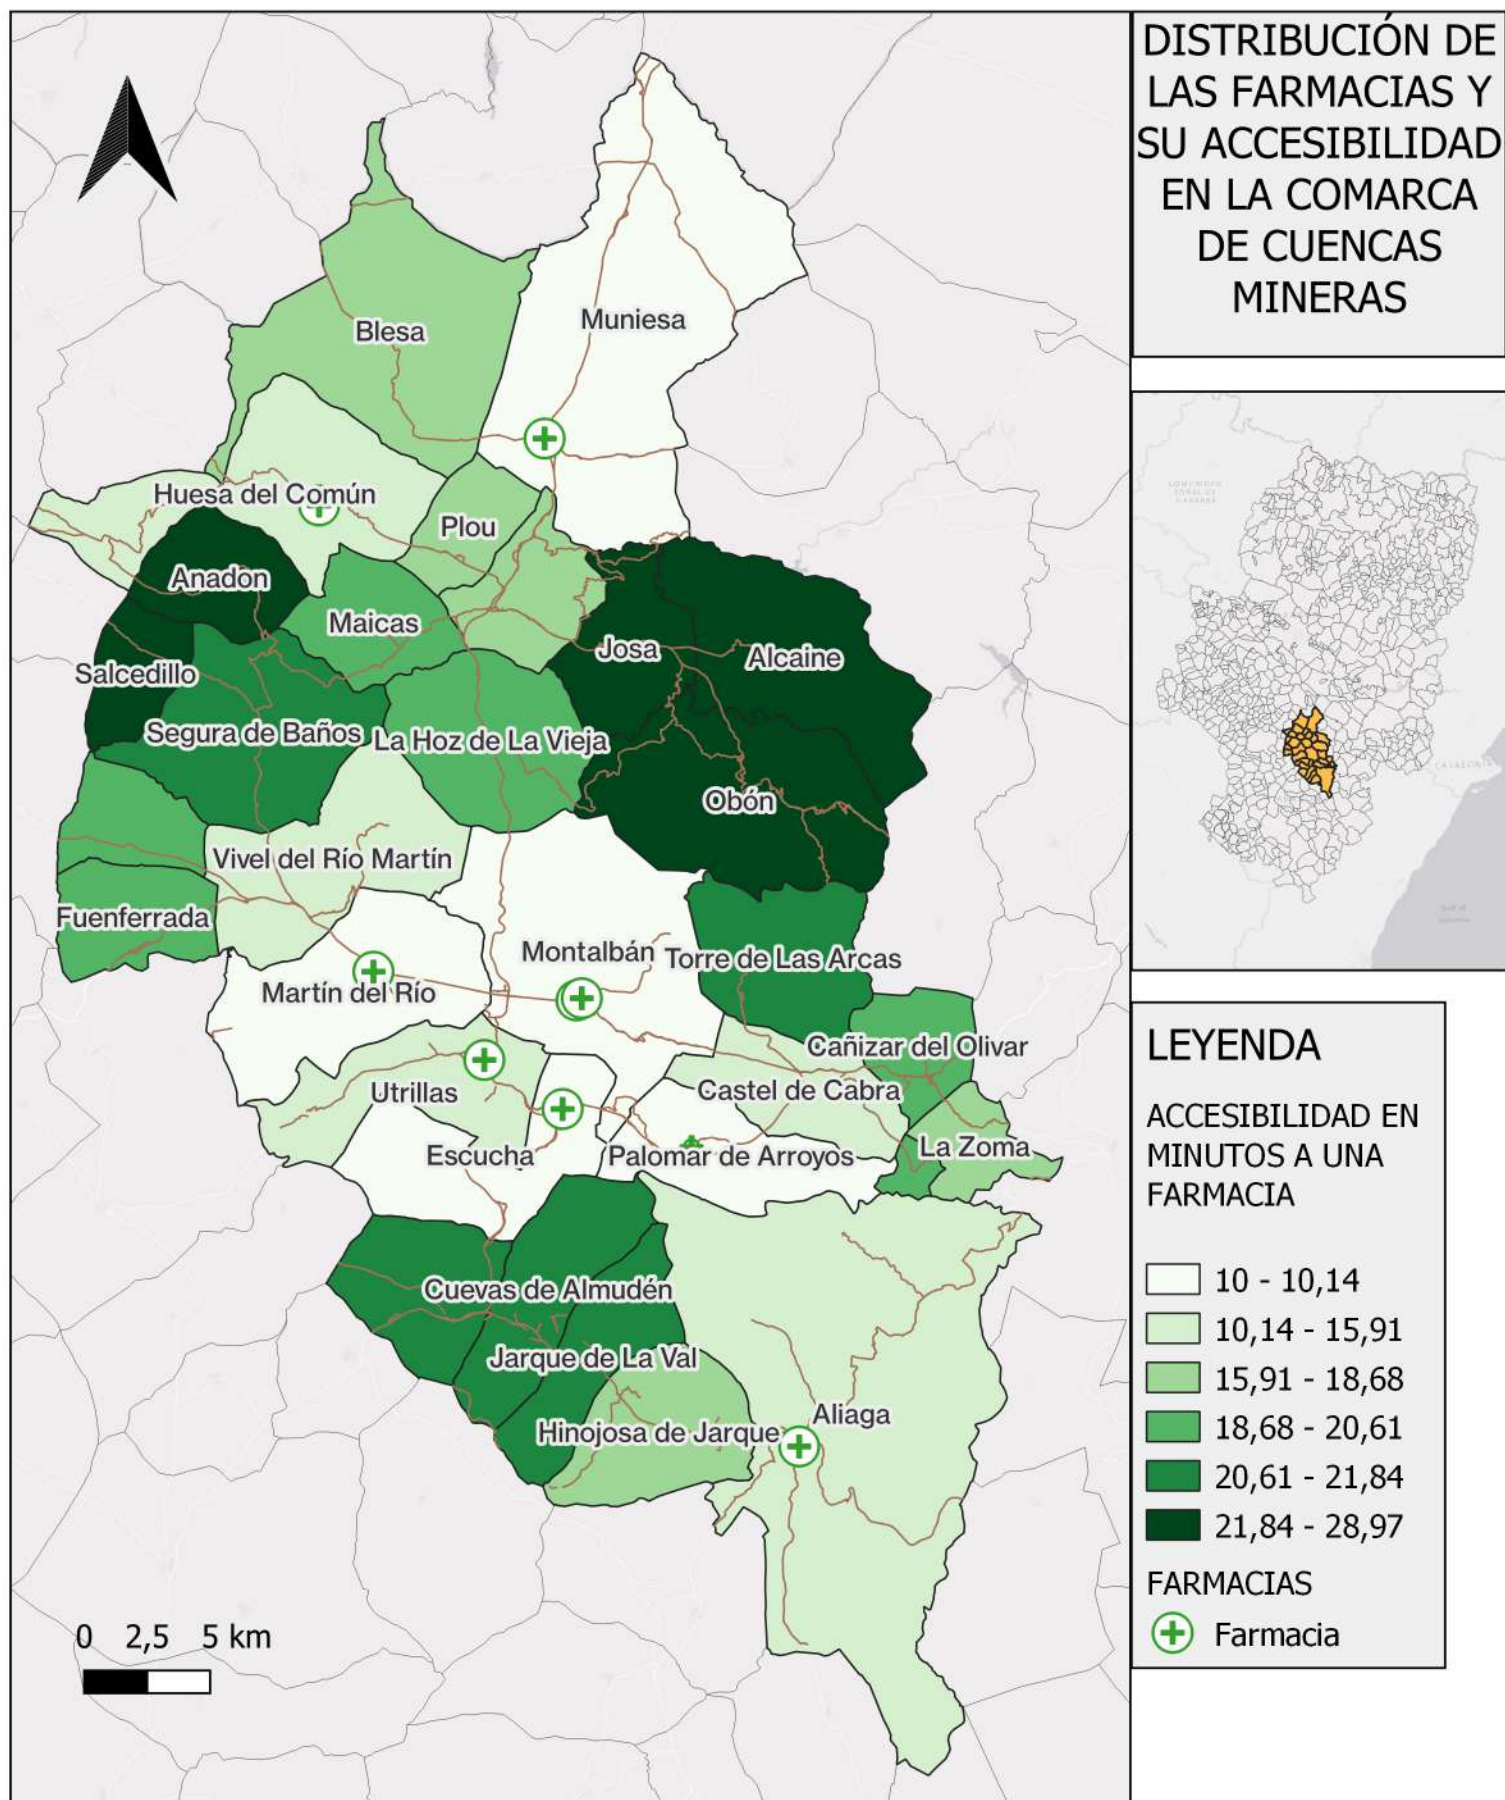 DISTRIBUCIÓN DE
LAS FARMACIAS Y
SU ACCESIBILIDAD
EN LA COMARCA
DE CUENCAS
MINERAS
Muniesa
Blesa
Huesa del Común
Plou
Anadon
Maicas
Josa
Alcaine
Salcedillo
Segura de Baños
La Hoz de La Vieja
Obón
Vivel del Río Martín
Fuenferrada
Montalbán
Torre de Las Arcas
Martín del Río
Cañizar del Olivar
Utrillas
Castel de Cabra
Escucha
Palomar de Arroyos
La Zoma
Cuevas de Almudén
Jarque de La Val
Hinojosa de Jarque
Aliaga
0 2,5 5 km
LEYENDA
ACCESIBILIDAD EN
MINUTOS A UNA
FARMACIA
10 - 10,14
10,14 - 15,91
15,91 - 18,68
18,68 - 20,61
20,61 - 21,84
21,84 - 28,97
FARMACIAS
Farmacia